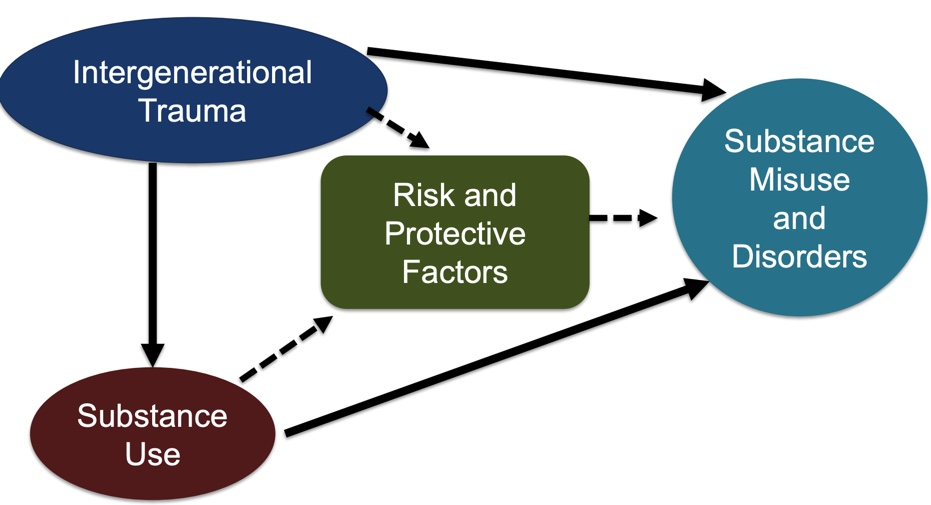 Intergenerational
Trauma
Risk and
Protective
Factors
Substance
Misuse
and
Disorders
Substance
Use